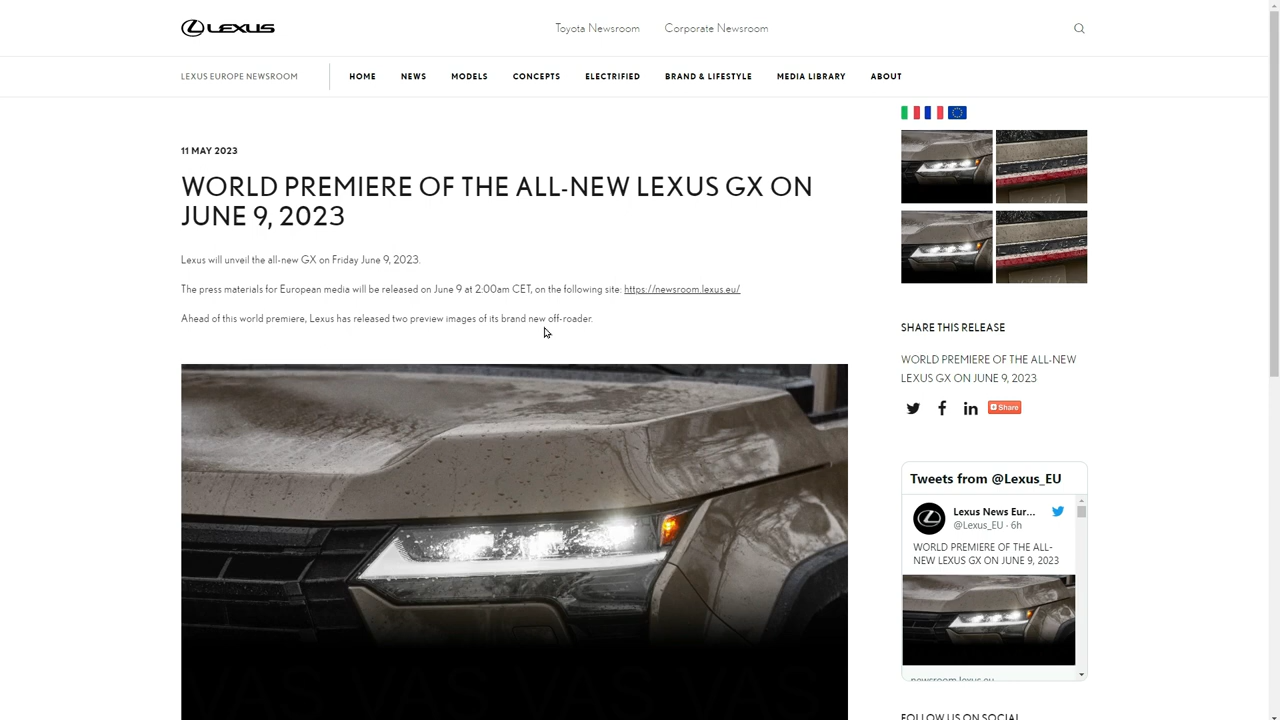 LEXUS
Toyota Newsroom
Corporate Newsroom
LEXUS EUROPE NEWSROOM
HOME
NEWS
MODELS
CONCEPTS
ELECTRIFIED
BRAND & LIFESTYLE
MEDIA LIBRARY
ABOUT
11 MAY 2023
WORLD PREMIERE OF THE ALL-NEW LEXUS GX ON
JUNE 9, 2023
Lexus will unveil the all-new GX on Friday June 9, 2023.
The press materials for European media will be released on June 9 at 2:00am CET, on the following site: https://newsroom.lexus.eu/
Ahead of this world premiere, Lexus has released two preview images of its brand new off-roader.
LEXUS
LEXUS
SHARE THIS RELEASE
WORLD PREMIERE OF THE ALL-NEW
LEXUS GX ON JUNE 9, 2023
Share
Tweets from @Lexus_EU
Lexus News Eur...
@Lexus_EU · 6h
WORLD PREMIERE OF THE ALL-
NEW LEXUS GX ON JUNE 9, 2023
newsroom.lexus.eu
FOLLOW US ON SOCIAL